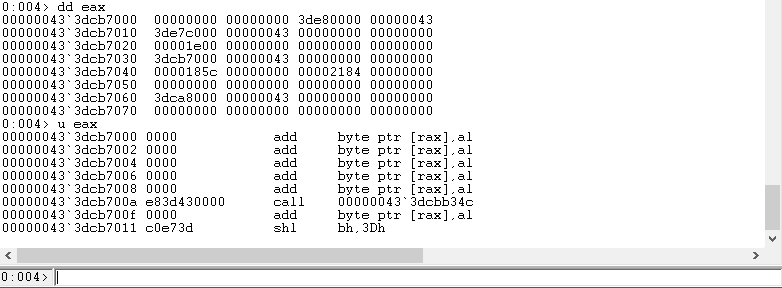 0:004> dd eax
00000043`3dcb7000  00000000 00000000 3de80000 00000043
00000043`3dcb7010  3de7c000 00000043 00000000 00000000
00000043`3dcb7020  00001e00 00000000 00000000 00000000
00000043`3dcb7030  3dcb7000 00000043 00000000 00000000
00000043`3dcb7040  0000185c 00000000 00002184 00000000
00000043`3dcb7050  00000000 00000000 00000000 00000000
00000043`3dcb7060  3dca8000 00000043 00000000 00000000
00000043`3dcb7070  00000000 00000000 00000000 00000000
0:004> u eax
00000043`3dcb7000 0000            add     byte ptr [rax],al
00000043`3dcb7002 0000            add     byte ptr [rax],al
00000043`3dcb7004 0000            add     byte ptr [rax],al
00000043`3dcb7006 0000            add     byte ptr [rax],al
00000043`3dcb7008 0000            add     byte ptr [rax],al
00000043`3dcb700a e83d430000      call    00000043`3dcbb34c
00000043`3dcb700f 0000            add     byte ptr [rax],al
00000043`3dcb7011 c0e73d          shl     bh,3Dh
0:004>